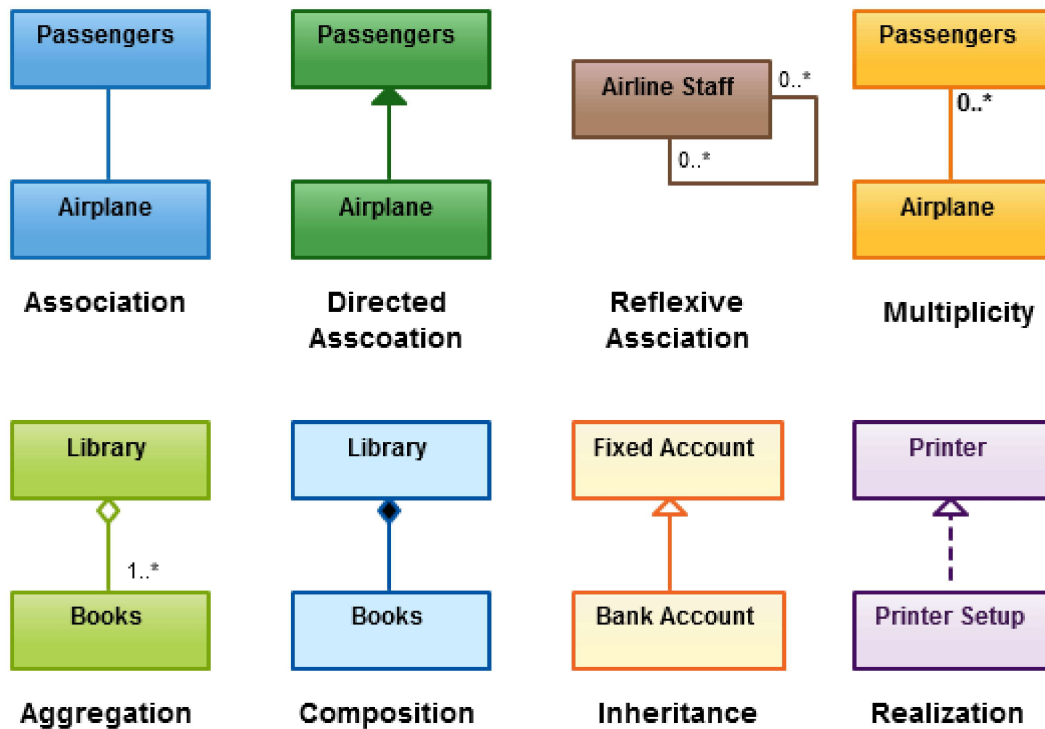 Passengers
Airplane
Association
Passengers
Airplane
Directed
Asscoation
Airline Staff
0..*
0..*
Reflexive
Assciation
Passengers
0..*
Airplane
Multiplicity
Library
1..*
Books
Aggregation
Library
Books
Composition
Fixed Account
Bank Account
Inheritance
Printer
Printer Setup
Realization